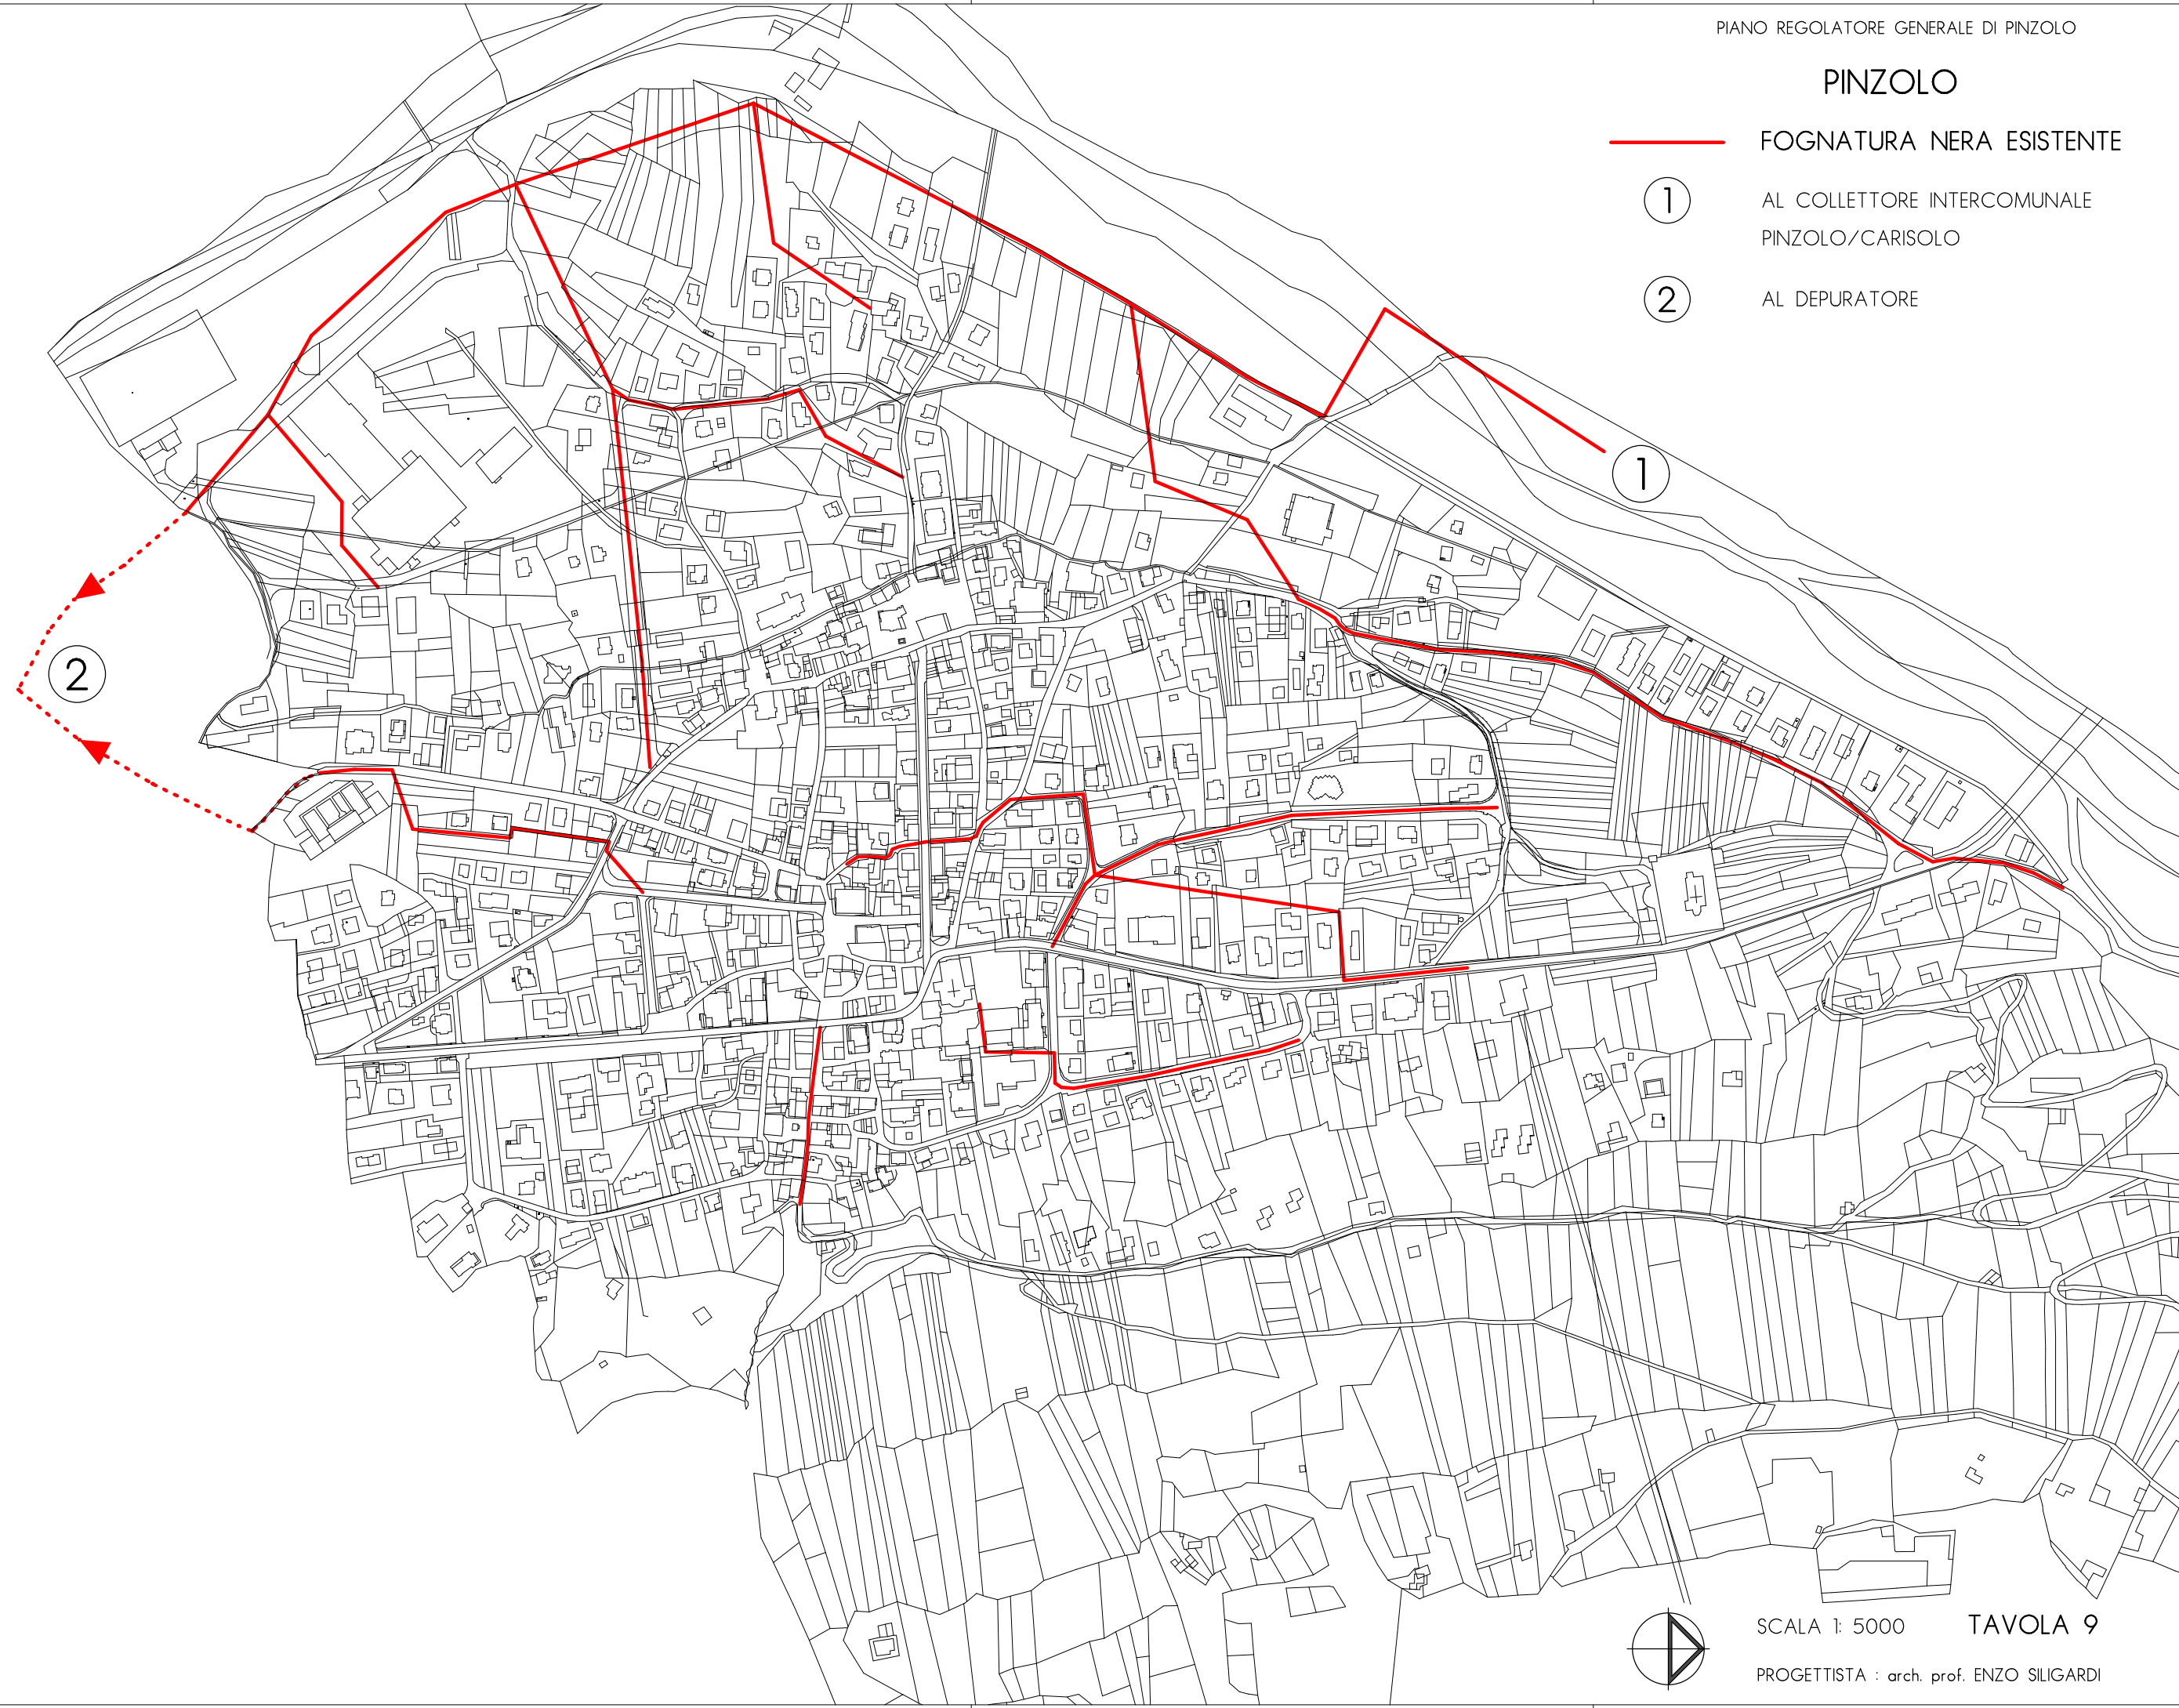 PIANO REGOLATORE GENERALE DI PINZOLO
PINZOLO
FOGNATURA NERA ESISTENTE
1 AL COLLETTORE INTERCOMUNALE
PINZOLO/CARISOLO
2 AL DEPURATORE
1
2
SCALA 1: 5000 TAVOLA 9
PROGETTISTA : arch. prof. ENZO SILIGARDI